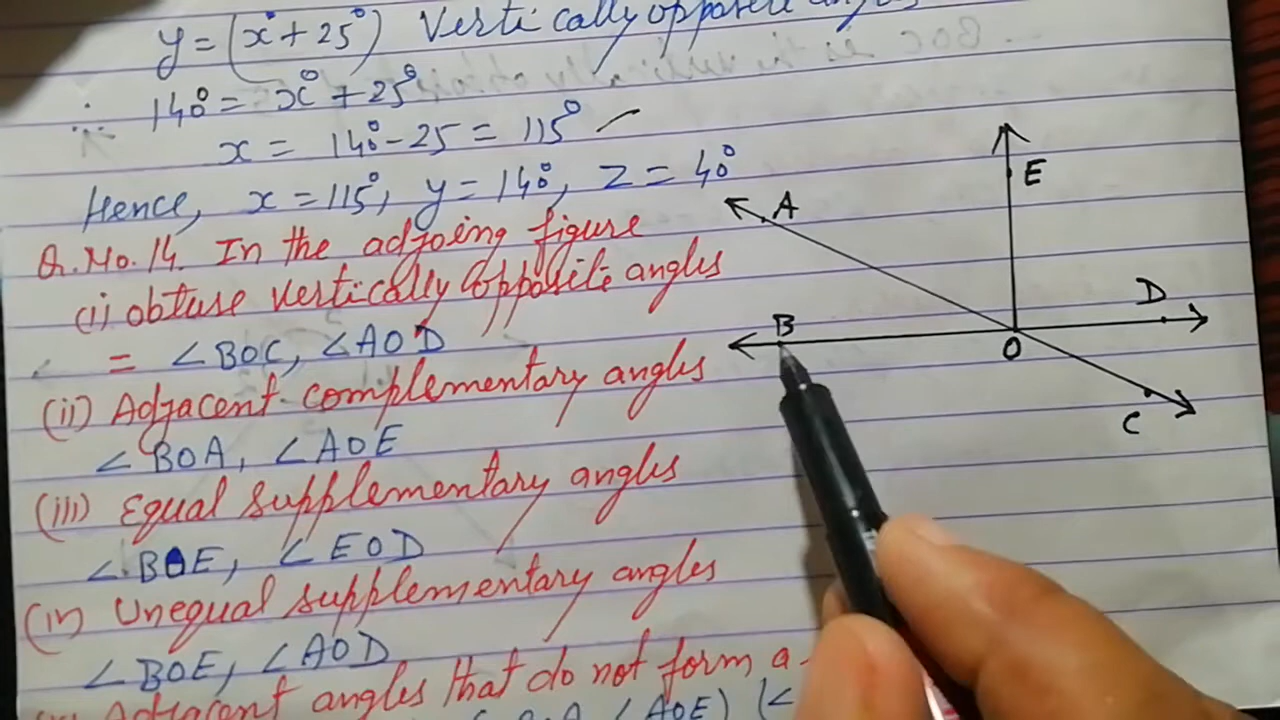 y = (x° + 25°) Vertically opposite angles
∴ 140° = x° + 25°
x = 140° - 25 = 115°
Hence, x = 115°, y = 140°, z = 40°
Q.No.14. In the adjoing figure
(i) obtuse vertically opposite angles
= ∠BOC, ∠AOD
(ii) Adjacent complementary angles
∠BOA, ∠AOE
(iii) Equal supplementary angles
∠BOE, ∠EOD
(iv) Unequal supplementary angles
∠BOE, ∠AOD
Adjacent angles that do not form a
∠AOE) (∠
E
A
D
B
O
C